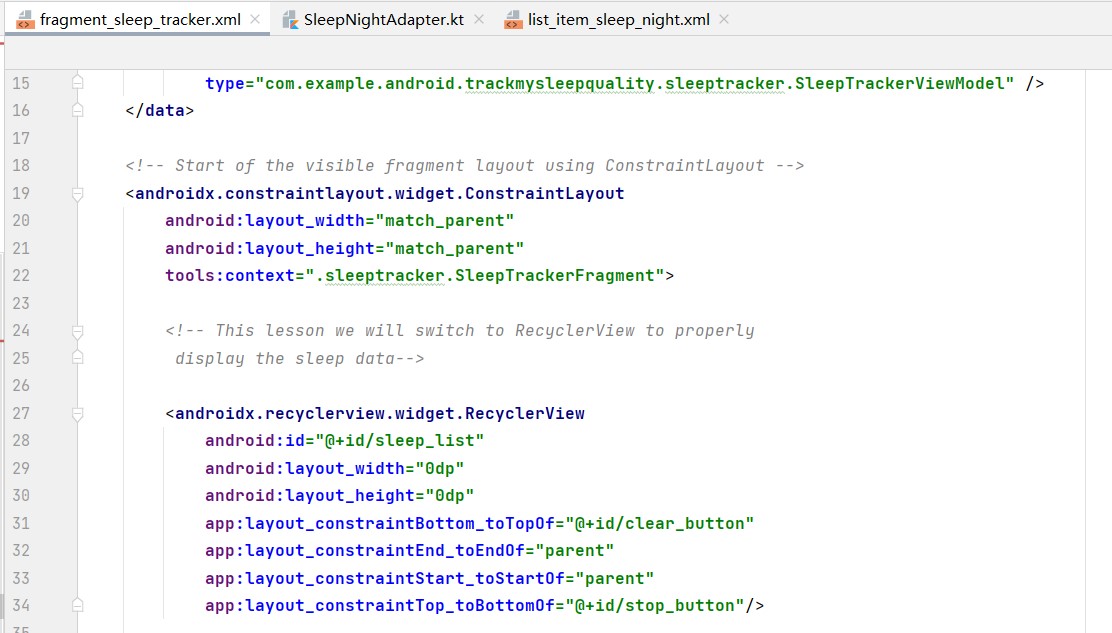 fragment_sleep_tracker.xml SleepNightAdapter.kt list_item_sleep_night.xml
15 type="com.example.android.trackmysleepquality.sleeptracker.SleepTrackerViewModel" />
16 </data>
17
18 <!-- Start of the visible fragment layout using ConstraintLayout -->
19 <androidx.constraintlayout.widget.ConstraintLayout
20 android:layout_width="match_parent"
21 android:layout_height="match_parent"
22 tools:context=".sleeptracker.SleepTrackerFragment">
23
24 <!-- This lesson we will switch to RecyclerView to properly
25 display the sleep data-->
26
27 <androidx.recyclerview.widget.RecyclerView
28 android:id="@+id/sleep_list"
29 android:layout_width="0dp"
30 android:layout_height="0dp"
31 app:layout_constraintBottom_toTopOf="@+id/clear_button"
32 app:layout_constraintEnd_toEndOf="parent"
33 app:layout_constraintStart_toStartOf="parent"
34 app:layout_constraintTop_toBottomOf="@+id/stop_button"/>
35